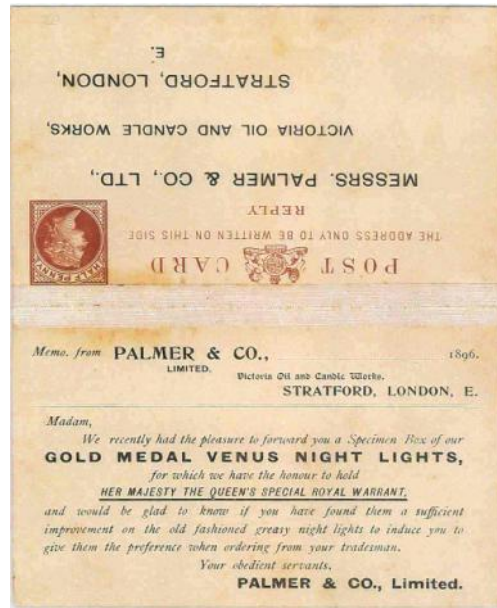 MESSRS. PALMER & CO., LTD.,
VICTORIA OIL AND CANDLE WORKS,
STRATFORD, LONDON,
E.
POST CARD
THE ADDRESS ONLY TO BE WRITTEN ON THIS SIDE
REPLY
HALFPENNY
Memo. from PALMER & CO., 1896.
LIMITED.
Victoria Oil and Candle Works.
STRATFORD, LONDON, E.
Madam,
We recently had the pleasure to forward you a Specimen Box of our
GOLD MEDAL VENUS NIGHT LIGHTS,
for which we have the honour to hold
HER MAJESTY THE QUEEN'S SPECIAL ROYAL WARRANT,
and would be glad to know if you have found them a sufficient
improvement on the old fashioned greasy night lights to induce you to
give them the preference when ordering from your tradesman.
Your obedient servants,
PALMER & CO., Limited.